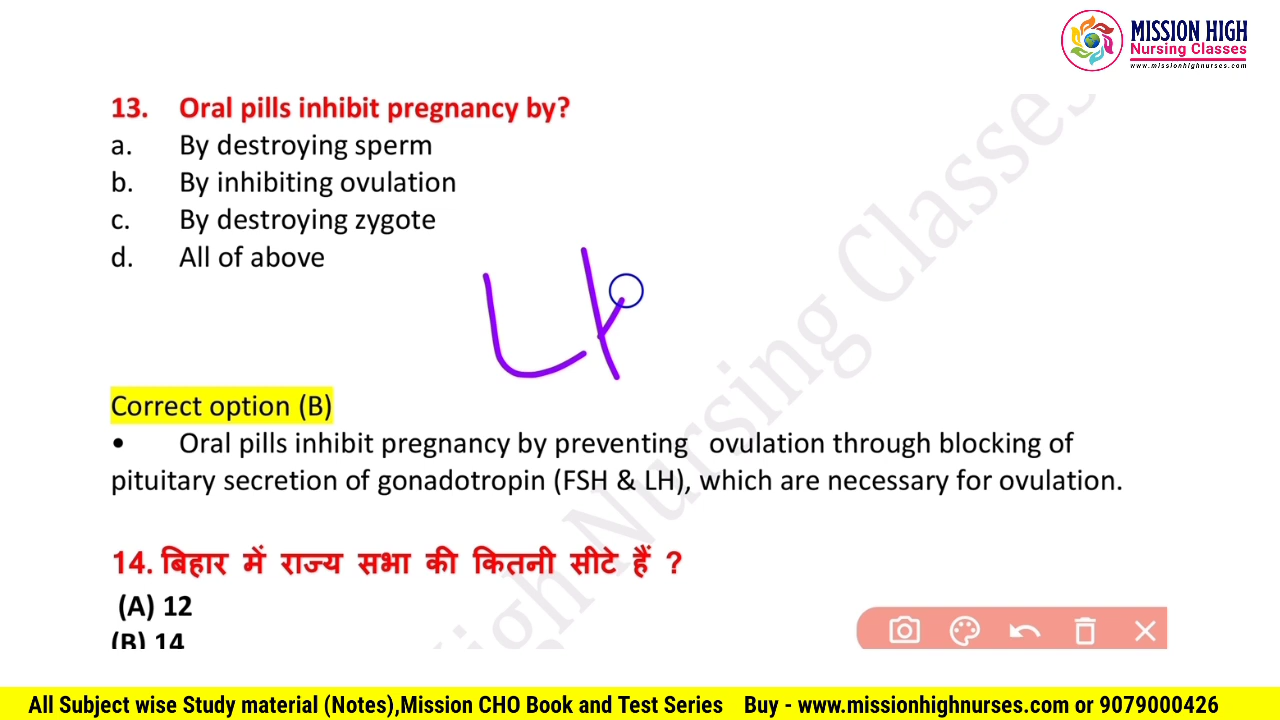 MISSION HIGH
Nursing Classes
www.missionhighnurses.com
13. Oral pills inhibit pregnancy by?
a. By destroying sperm
b. By inhibiting ovulation
c. By destroying zygote
d. All of above
Correct option (B)
• Oral pills inhibit pregnancy by preventing ovulation through blocking of
pituitary secretion of gonadotropin (FSH & LH), which are necessary for ovulation.
14. बिहार में राज्य सभा की कितनी सीटे हैं ?
(A) 12
(B) 14
High Nursing Classes
All Subject wise Study material (Notes),Mission CHO Book and Test Series Buy - www.missionhighnurses.com or 9079000426